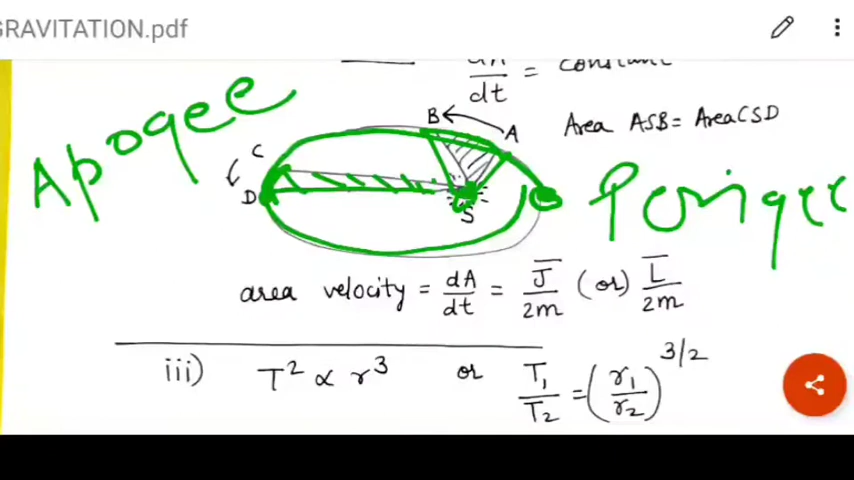 GRAVITATION.pdf
dA/dt = constant
Apogee
B
A
Area ASB = Area CSD
C
D
S
Perigee
area velocity = dA/dt = J̅/2m (or) L̅/2m
iii) T² ∝ r³ or T₁/T₂ = (r₁/r₂)^3/2